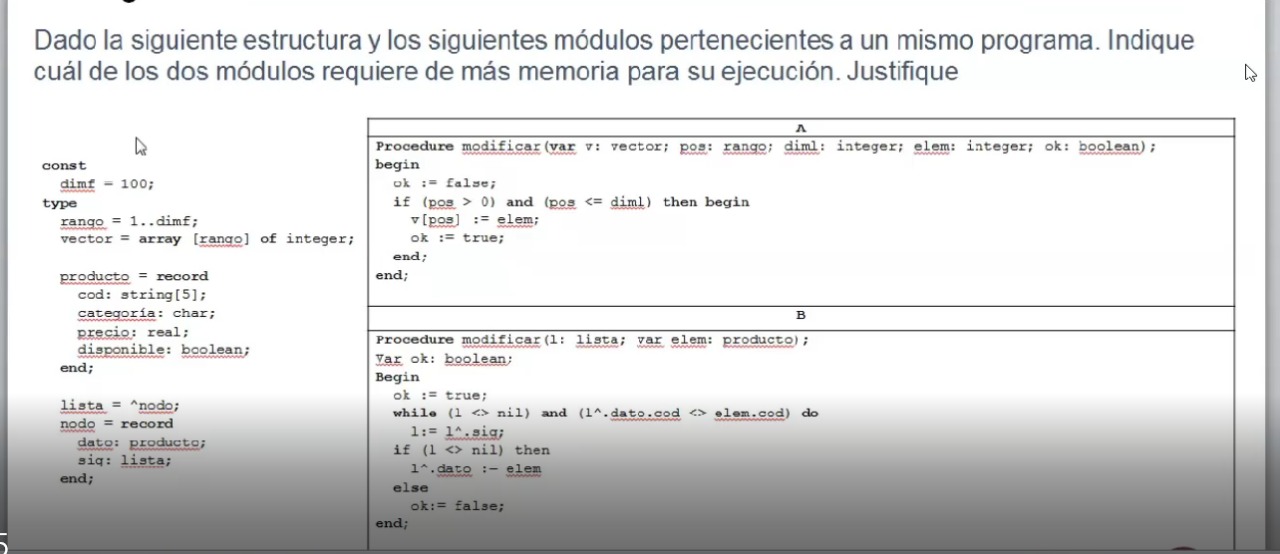 Dado la siguiente estructura y los siguientes módulos pertenecientes a un mismo programa. Indique
cuál de los dos módulos requiere de más memoria para su ejecución. Justifique
const
dimf = 100;
type
rango = 1..dimf;
vector = array [rango] of integer;
producto = record
cod: string[5];
categoría: char;
precio: real;
disponible: boolean;
end;
lista = ^nodo;
nodo = record
dato: producto;
sig: lista;
end;
A
Procedure modificar(var v: vector; pos: rango; diml: integer; elem: integer; ok: boolean);
begin
ok := false;
if (pos > 0) and (pos <= diml) then begin
v[pos] := elem;
ok := true;
end;
end;
B
Procedure modificar(l: lista; var elem: producto);
Var ok: boolean;
Begin
ok := true;
while (l <> nil) and (l^.dato.cod <> elem.cod) do
l:= l^.sig;
if (l <> nil) then
l^.dato := elem
else
ok:= false;
end;